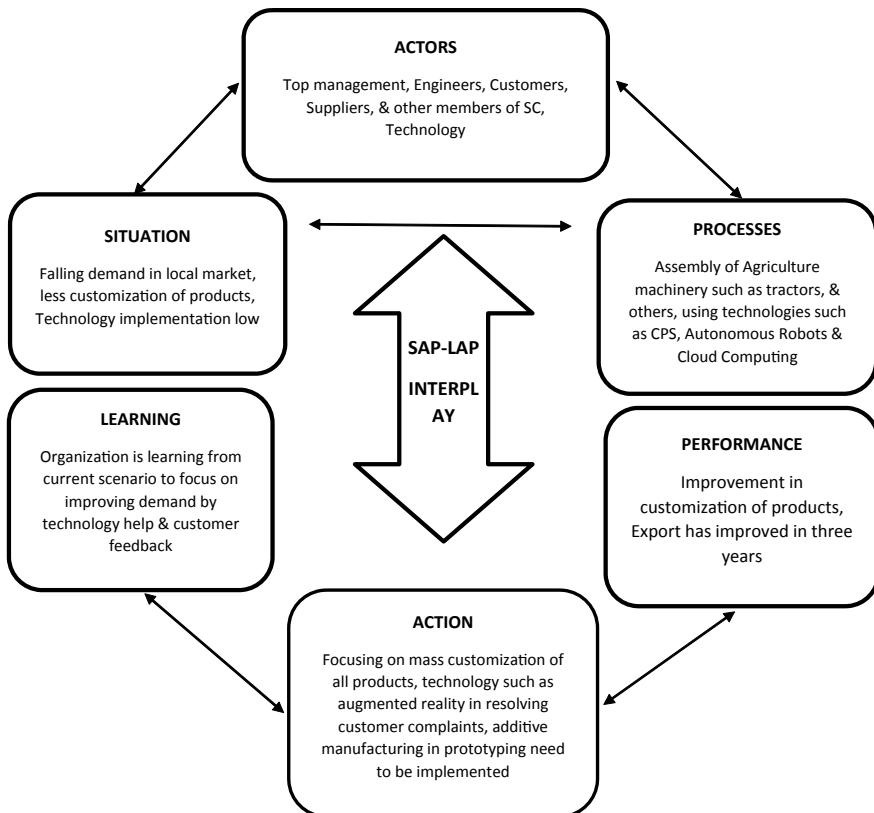 ACTORS
Top management, Engineers, Customers,
Suppliers, & other members of SC,
Technology
SITUATION
Falling demand in local market,
less customization of products,
Technology implementation low
PROCESSES
Assembly of Agriculture
machinery such as tractors, &
others, using technologies such
as CPS, Autonomous Robots &
Cloud Computing
SAP-LAP
INTERPL
AY
LEARNING
Organization is learning from
current scenario to focus on
improving demand by
technology help & customer
feedback
PERFORMANCE
Improvement in
customization of products,
Export has improved in three
years
ACTION
Focusing on mass customization of
all products, technology such as
augmented reality in resolving
customer complaints, additive
manufacturing in prototyping need
to be implemented